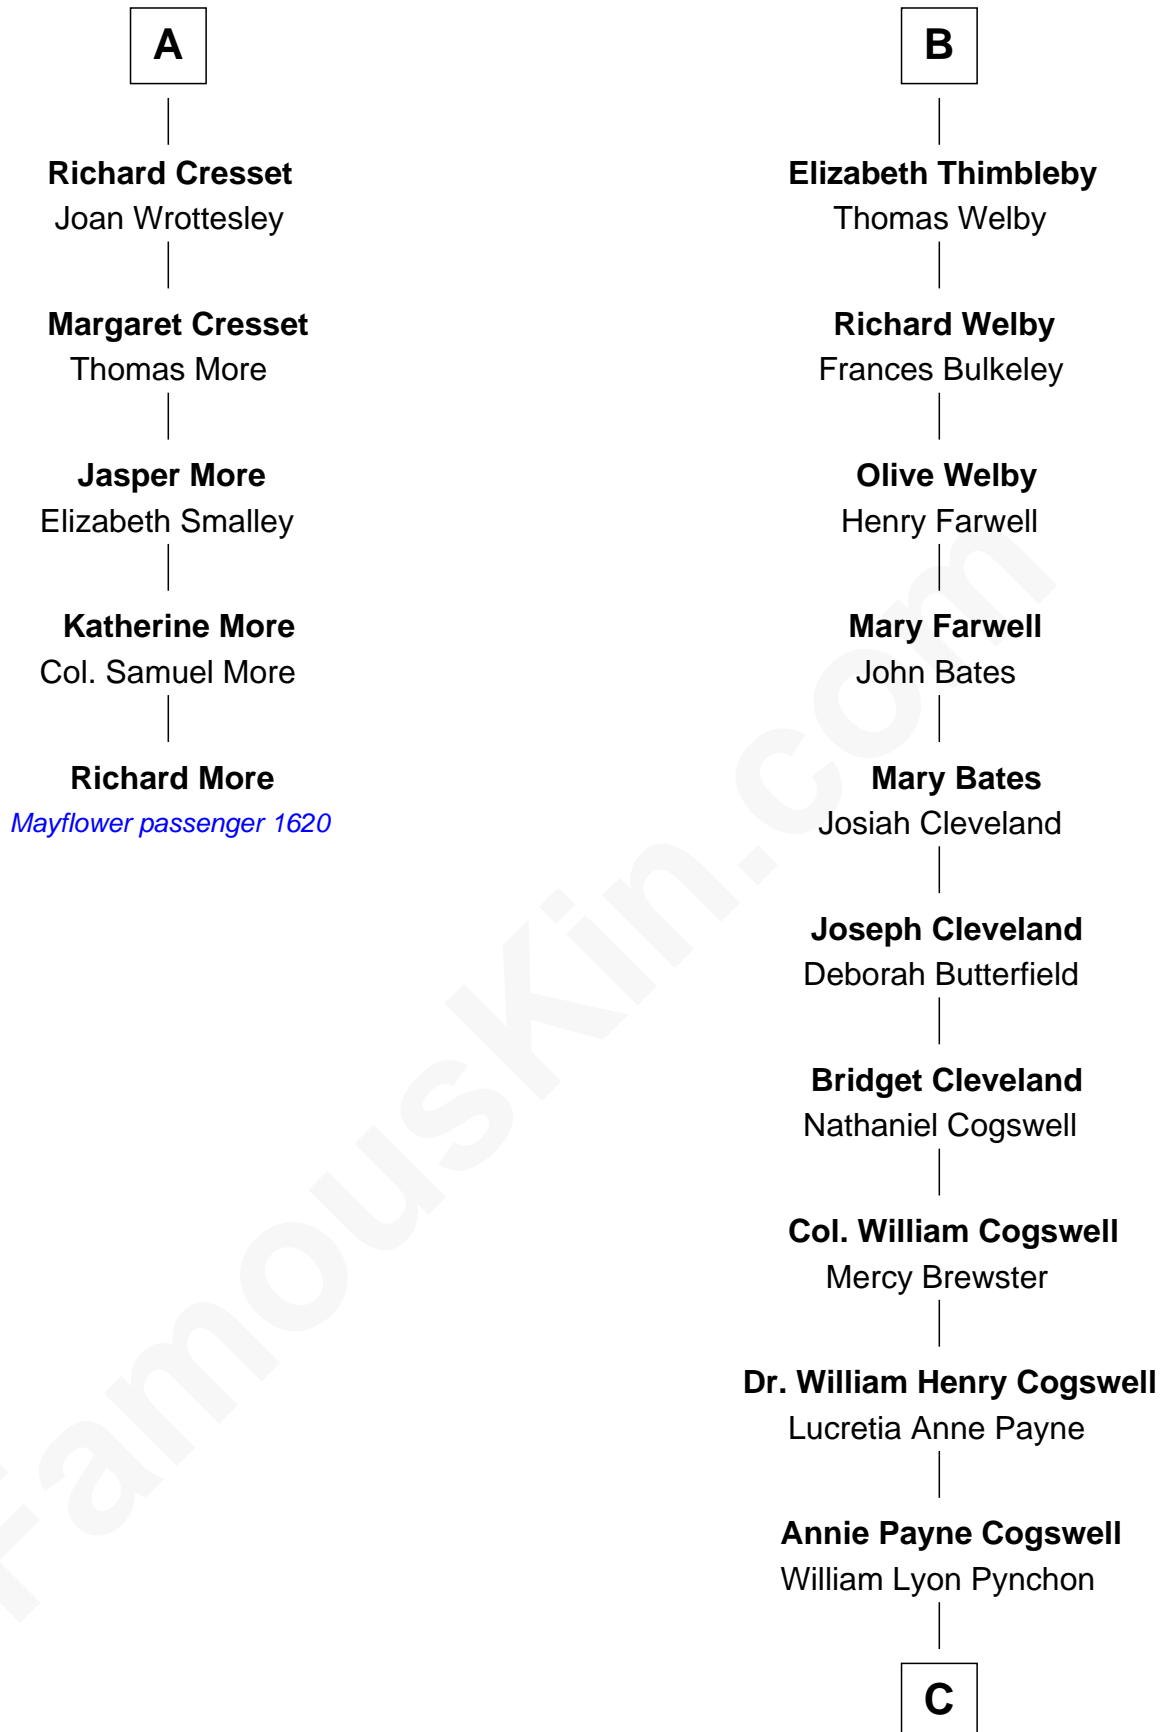 A
Richard Cresset
Joan Wrottesley
Margaret Cresset
Thomas More
Jasper More
Elizabeth Smalley
Katherine More
Col. Samuel More
Richard More
Mayflower passenger 1620
B
Elizabeth Thimbleby
Thomas Welby
Richard Welby
Frances Bulkeley
Olive Welby
Henry Farwell
Mary Farwell
John Bates
Mary Bates
Josiah Cleveland
Joseph Cleveland
Deborah Butterfield
Bridget Cleveland
Nathaniel Cogswell
Col. William Cogswell
Mercy Brewster
Dr. William Henry Cogswell
Lucretia Anne Payne
Annie Payne Cogswell
William Lyon Pynchon
C
FamousKin.com